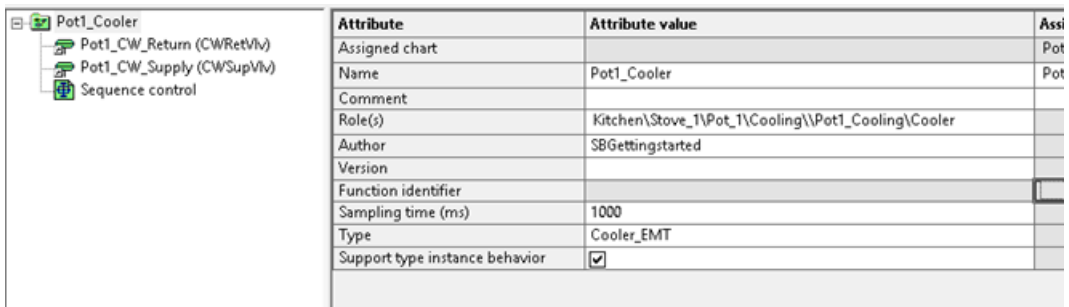 Pot1_Cooler
Pot1_CW_Return (CWRetVlv)
Pot1_CW_Supply (CWSupVlv)
Sequence control
Attribute Attribute value Assi
Assigned chart Pot
Name Pot1_Cooler Pot
Comment
Role(s) Kitchen\Stove_1\Pot_1\Cooling\\Pot1_Cooling\Cooler
Author SBGettingstarted
Version
Function identifier
Sampling time (ms) 1000
Type Cooler_EMT
Support type instance behavior